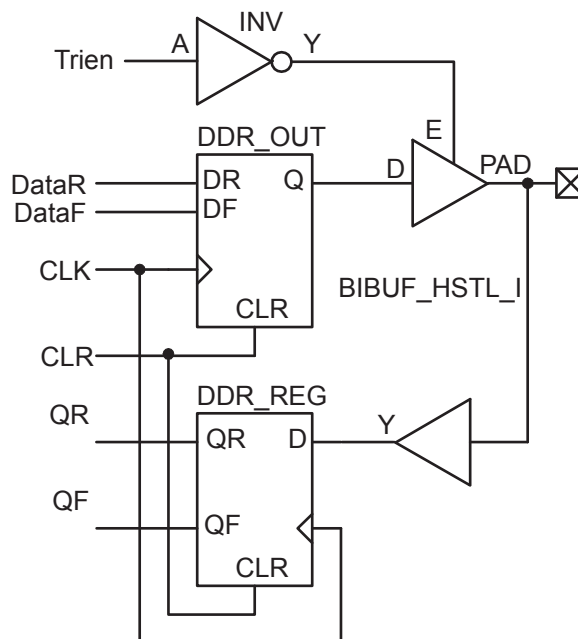 INV
Trien
A
Y
DDR_OUT
E
D
PAD
DataR
DR
Q
DataF
DF
CLK
BIBUF_HSTL_I
CLR
CLR
DDR_REG
QR
QR
D
Y
QF
QF
CLR